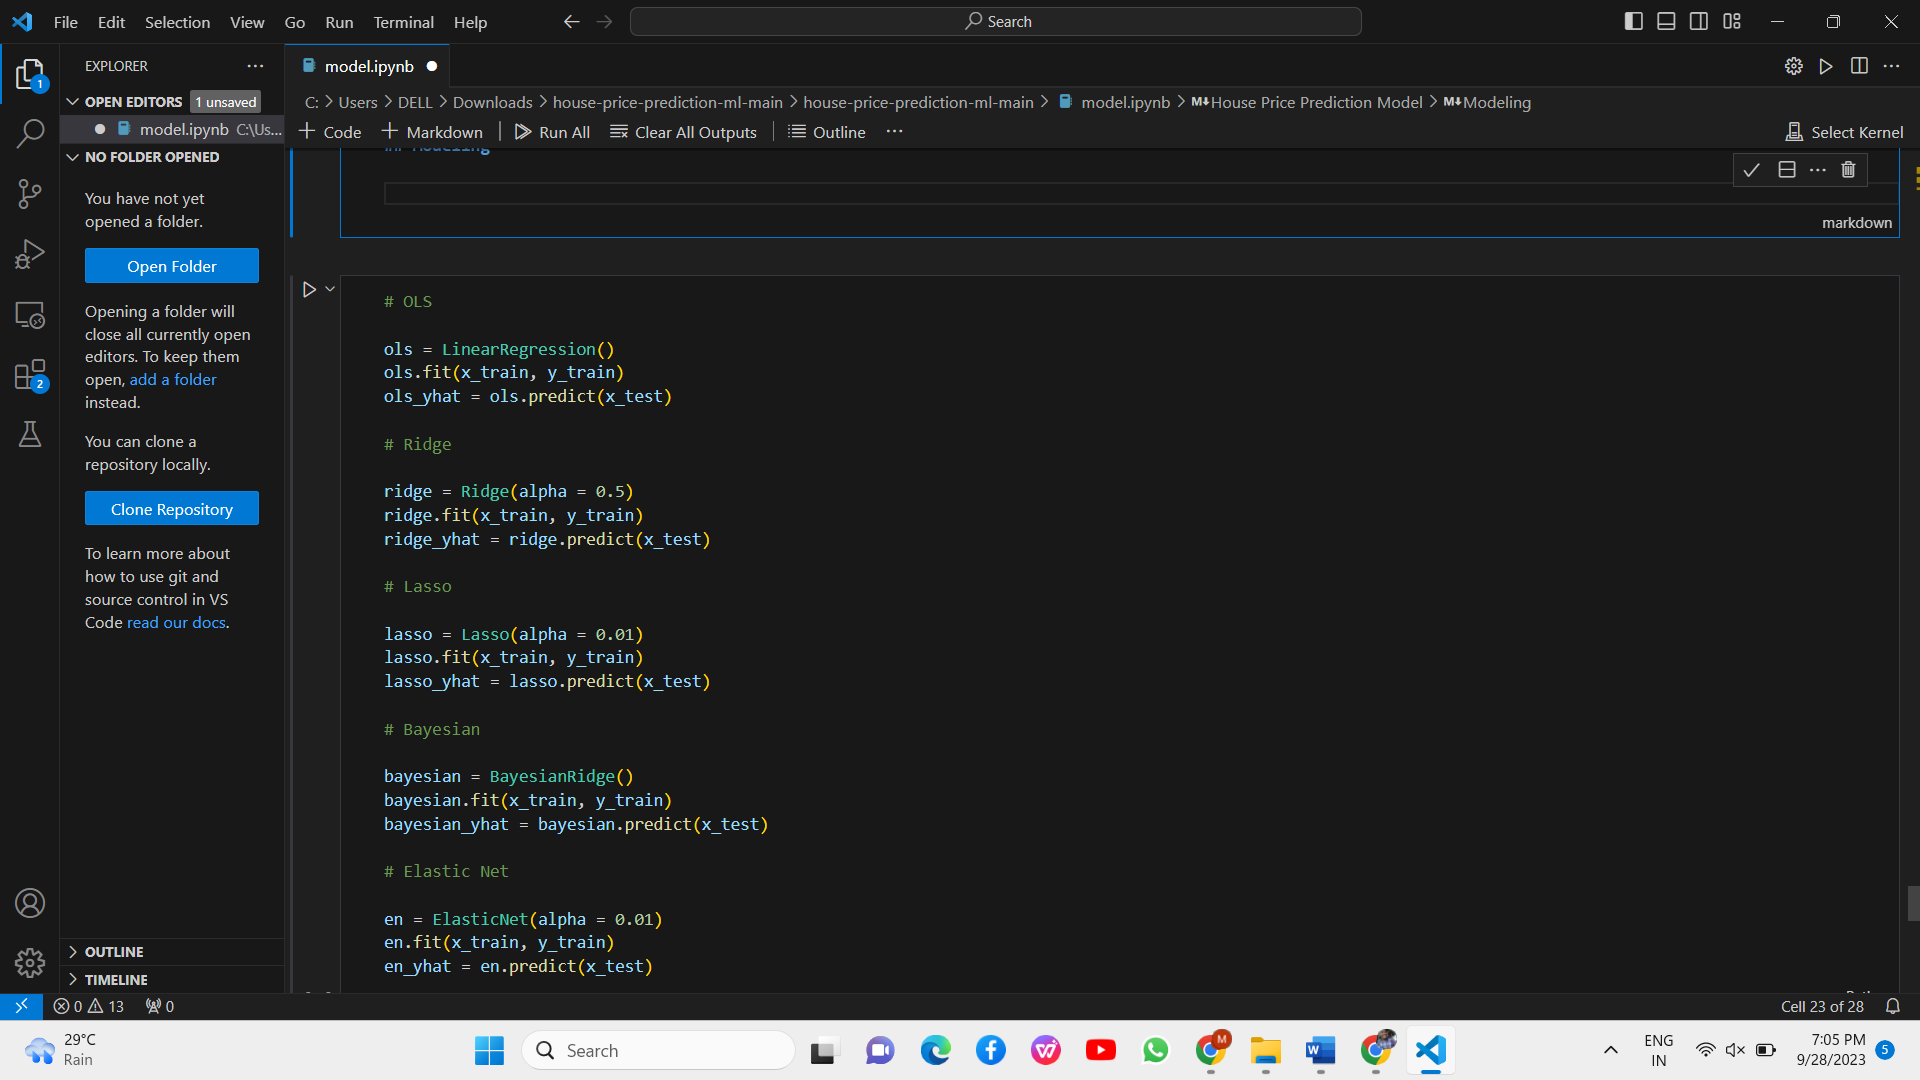 File Edit Selection View Go Run Terminal Help
Search
EXPLORER
OPEN EDITORS 1 unsaved
model.ipynb C:\Us...
NO FOLDER OPENED
You have not yet
opened a folder.
Open Folder
Opening a folder will
close all currently open
editors. To keep them
open, add a folder
instead.
You can clone a
repository locally.
Clone Repository
To learn more about
how to use git and
source control in VS
Code read our docs.
OUTLINE
TIMELINE
model.ipynb
C: > Users > DELL > Downloads > house-price-prediction-ml-main > house-price-prediction-ml-main > model.ipynb > M↓House Price Prediction Model > M↓Modeling
+ Code + Markdown Run All Clear All Outputs Outline ... Select Kernel
## Modeling
markdown
# OLS
ols = LinearRegression()
ols.fit(x_train, y_train)
ols_yhat = ols.predict(x_test)
# Ridge
ridge = Ridge(alpha = 0.5)
ridge.fit(x_train, y_train)
ridge_yhat = ridge.predict(x_test)
# Lasso
lasso = Lasso(alpha = 0.01)
lasso.fit(x_train, y_train)
lasso_yhat = lasso.predict(x_test)
# Bayesian
bayesian = BayesianRidge()
bayesian.fit(x_train, y_train)
bayesian_yhat = bayesian.predict(x_test)
# Elastic Net
en = ElasticNet(alpha = 0.01)
en.fit(x_train, y_train)
en_yhat = en.predict(x_test)
0 13 0
Cell 23 of 28
29°C
Rain
Search
M
W
ENG
IN
7:05 PM
9/28/2023
5
1
2